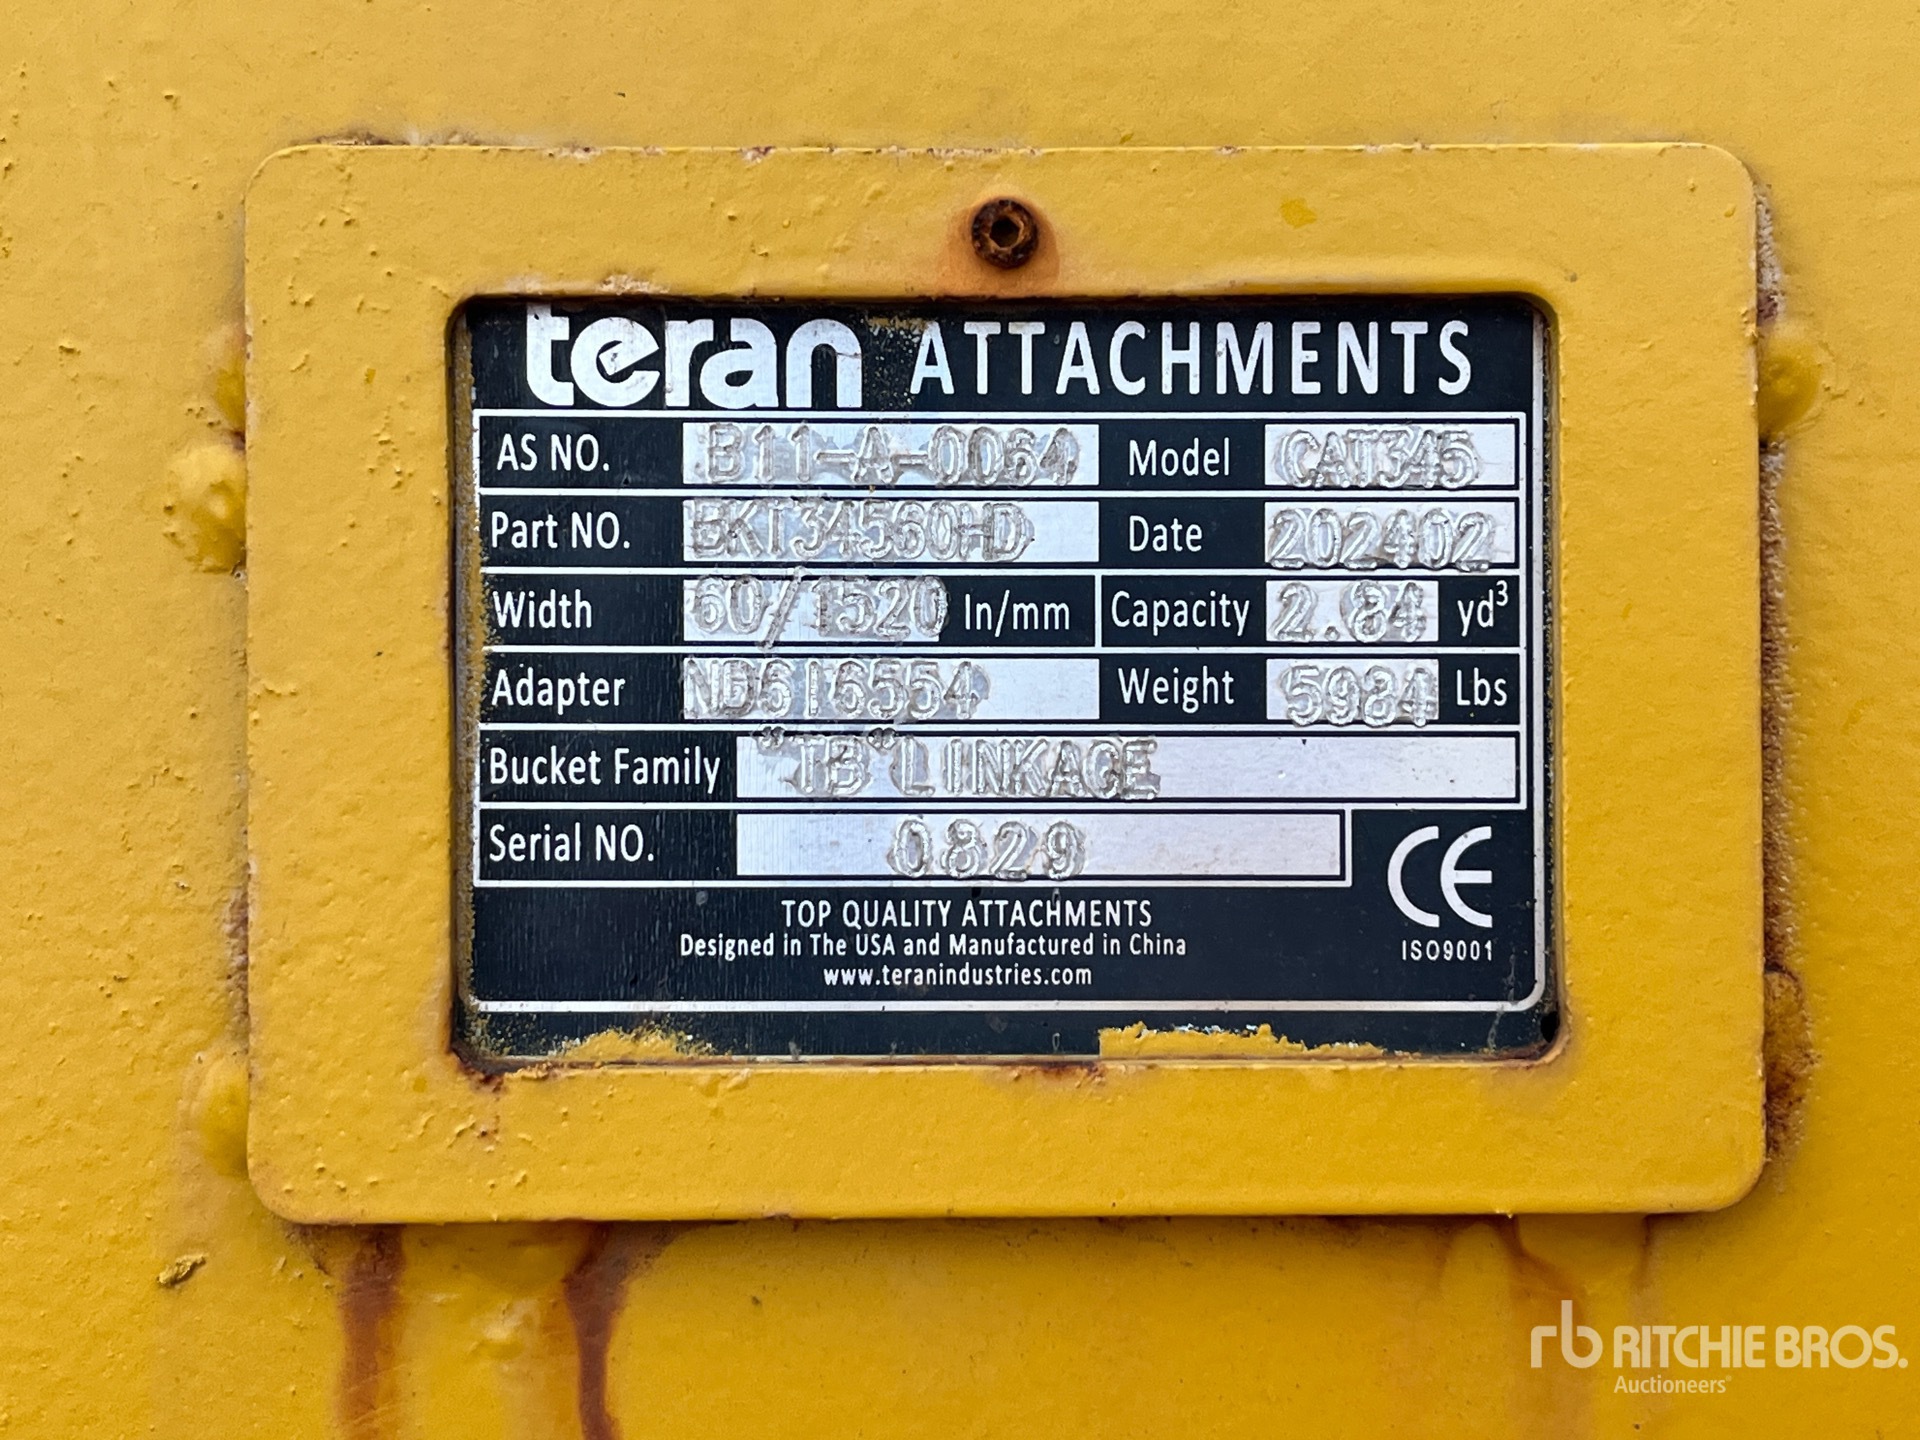 teran ATTACHMENTS
AS NO. B11-A-0064 Model CAT345
Part NO. BKT34560HD Date 202402
Width 60/1520 In/mm Capacity 2.84 yd³
Adapter ND616554 Weight 5984 Lbs
Bucket Family "TB"LINKAGE
Serial NO. 0829
CE
ISO9001
TOP QUALITY ATTACHMENTS
Designed in The USA and Manufactured in China
www.teranindustries.com
rb RITCHIE BROS.
Auctioneers